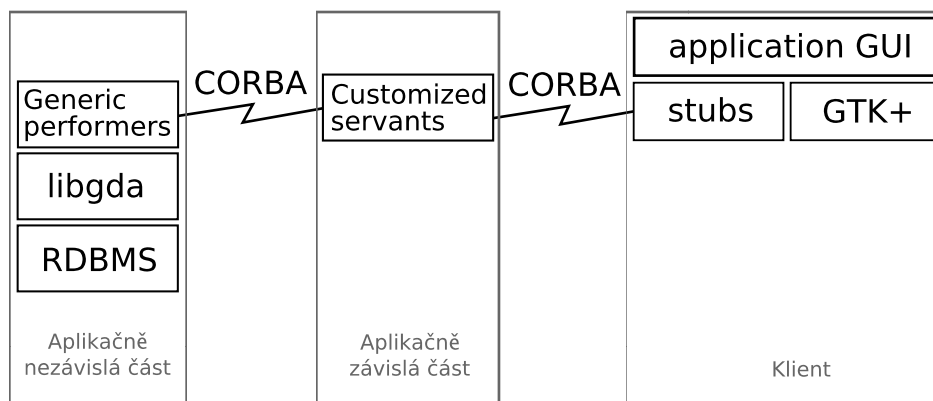 Generic
performers
libgda
RDBMS
Aplikačně
nezávislá část
CORBA
Customized
servants
Aplikačně
závislá část
CORBA
application GUI
stubs
GTK+
Klient